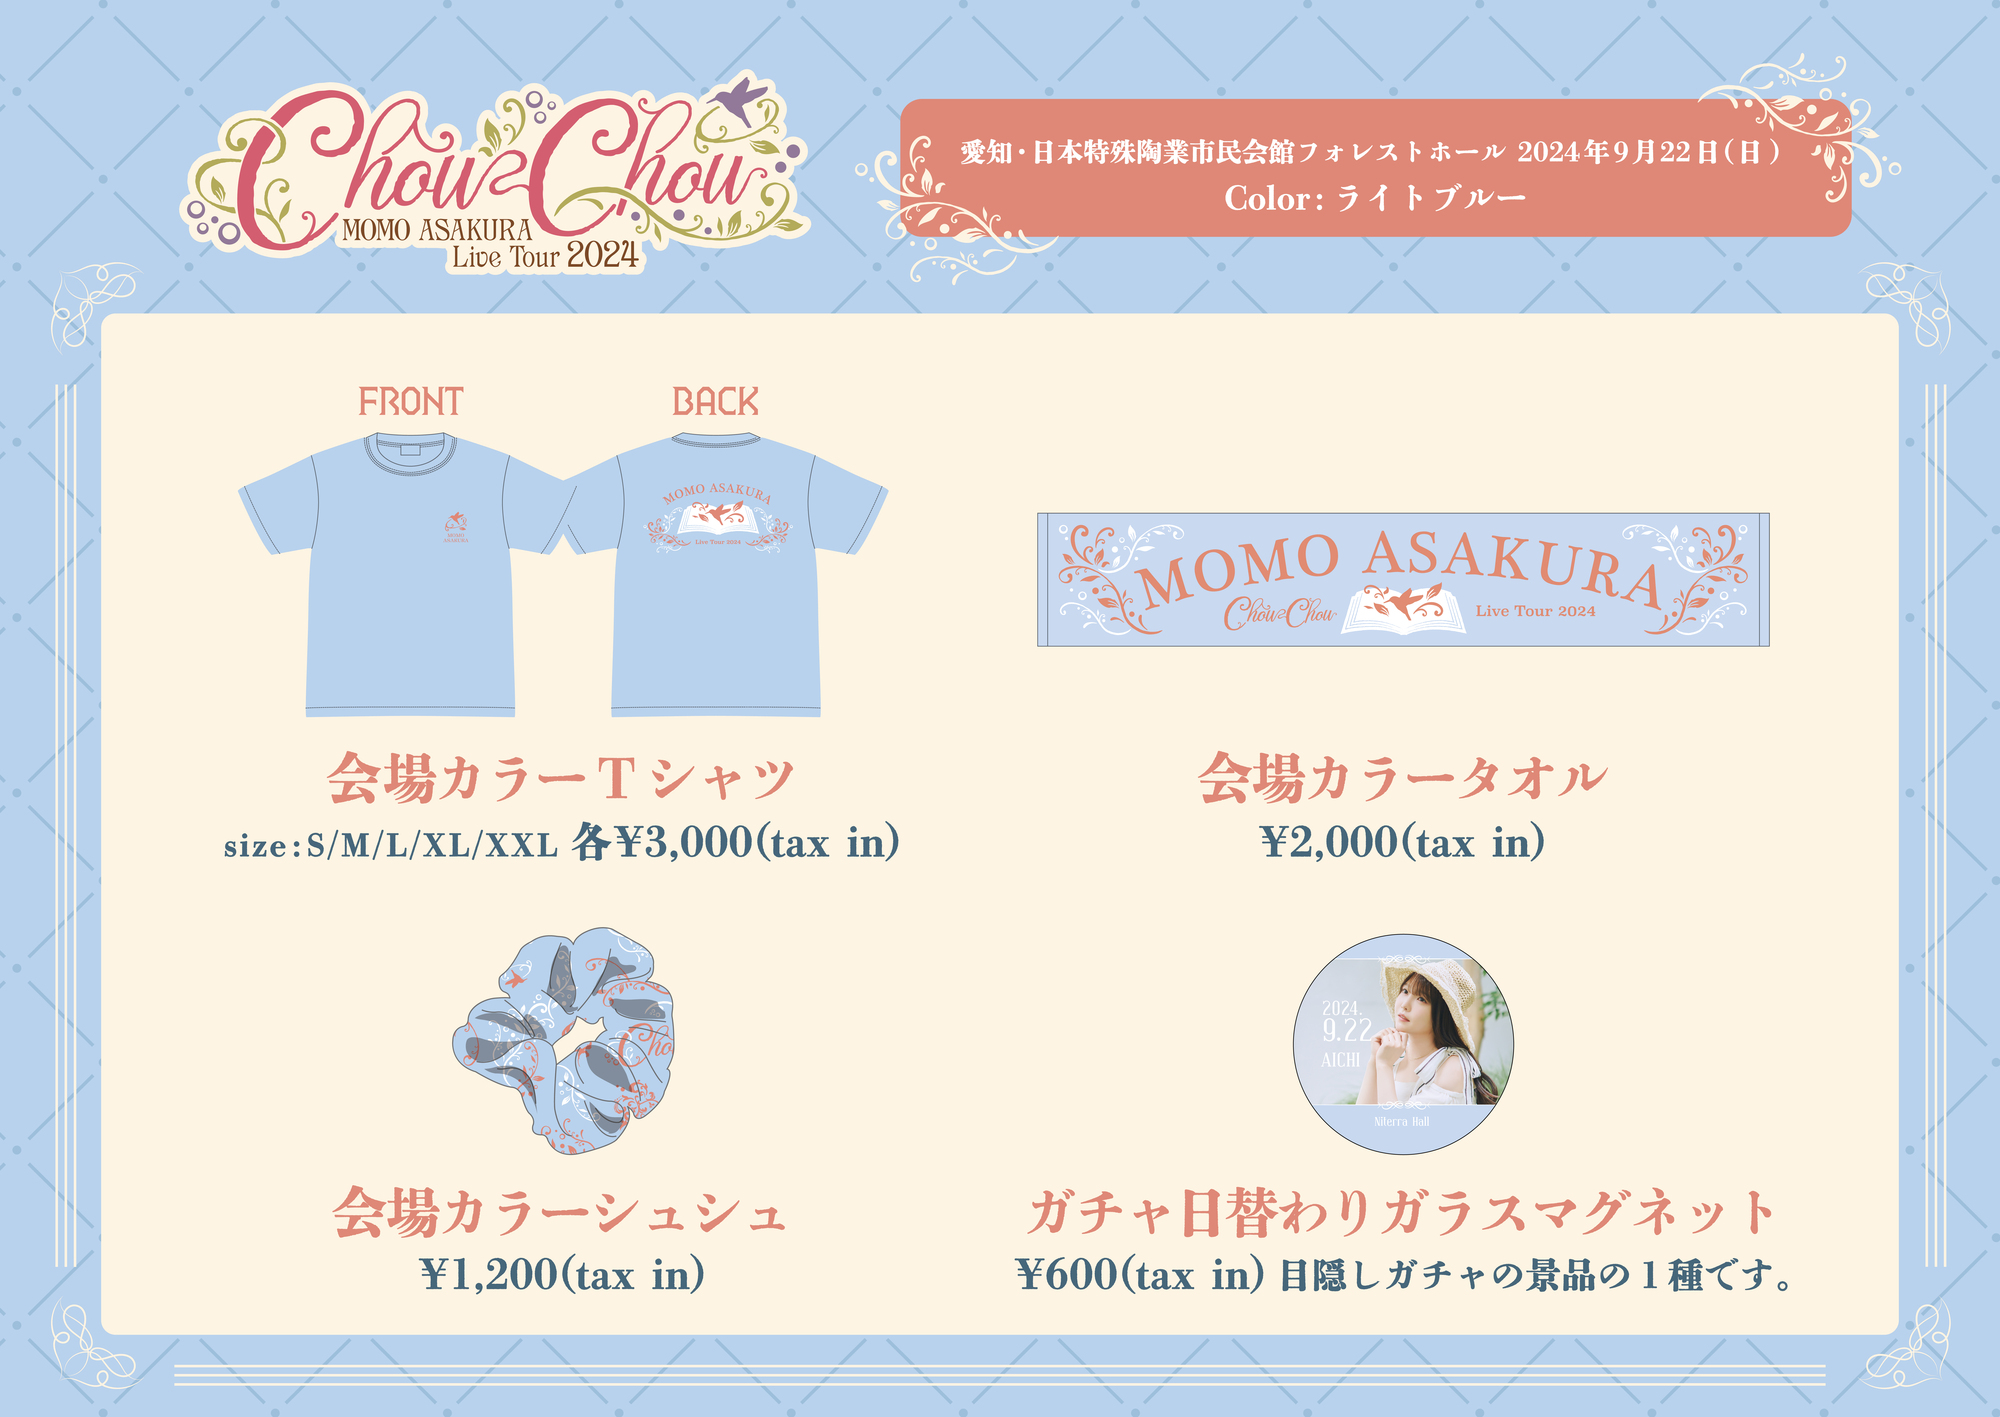 Chou Chou
MOMO ASAKURA
Live Tour 2024
愛知・日本特殊陶業市民会館フォレストホール 2024年9月22日(日)
Color: ライトブルー
FRONT
BACK
MOMO
ASAKURA
MOMO ASAKURA
Live Tour 2024
MOMO ASAKURA
Chou Chou
Live Tour 2024
会場カラーTシャツ
size:S/M/L/XL/XXL 各¥3,000(tax in)
会場カラータオル
¥2,000(tax in)
Cho
2024.
9.22
AICHI
Niterra Hall
会場カラーシュシュ
¥1,200(tax in)
ガチャ日替わりガラスマグネット
¥600(tax in) 目隠しガチャの景品の1種です。